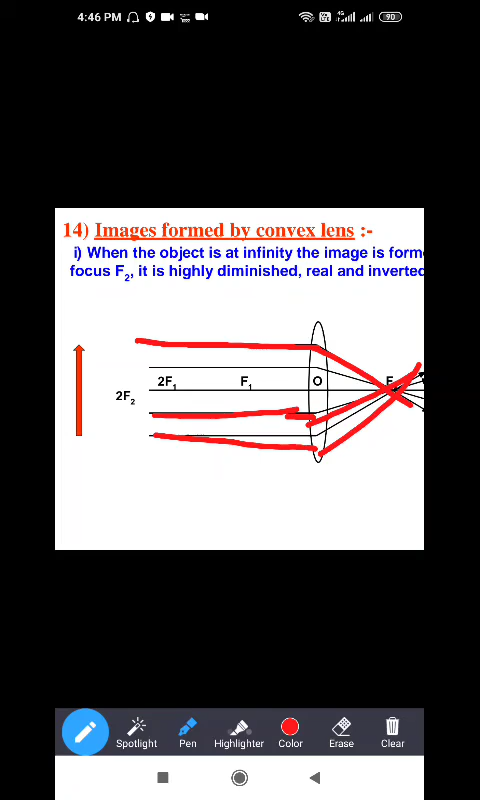 4:46 PM
4G
90
14) Images formed by convex lens :-
i) When the object is at infinity the image is form
focus F2, it is highly diminished, real and inverted
2F1 F1 O F
2F2
Spotlight Pen Highlighter Color Erase Clear